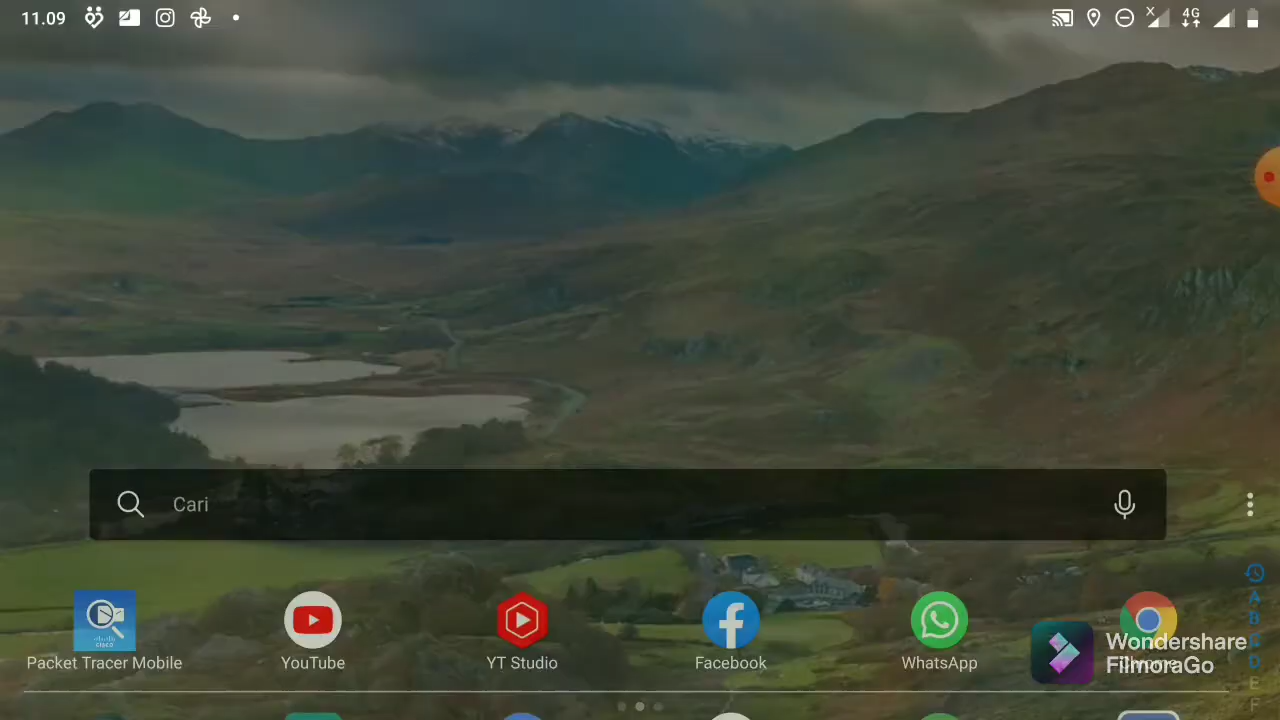 11.09
4G
X
Cari
Packet Tracer Mobile
YouTube
YT Studio
Facebook
WhatsApp
Wondershare
FilmoraGo
A
B
D
E
F